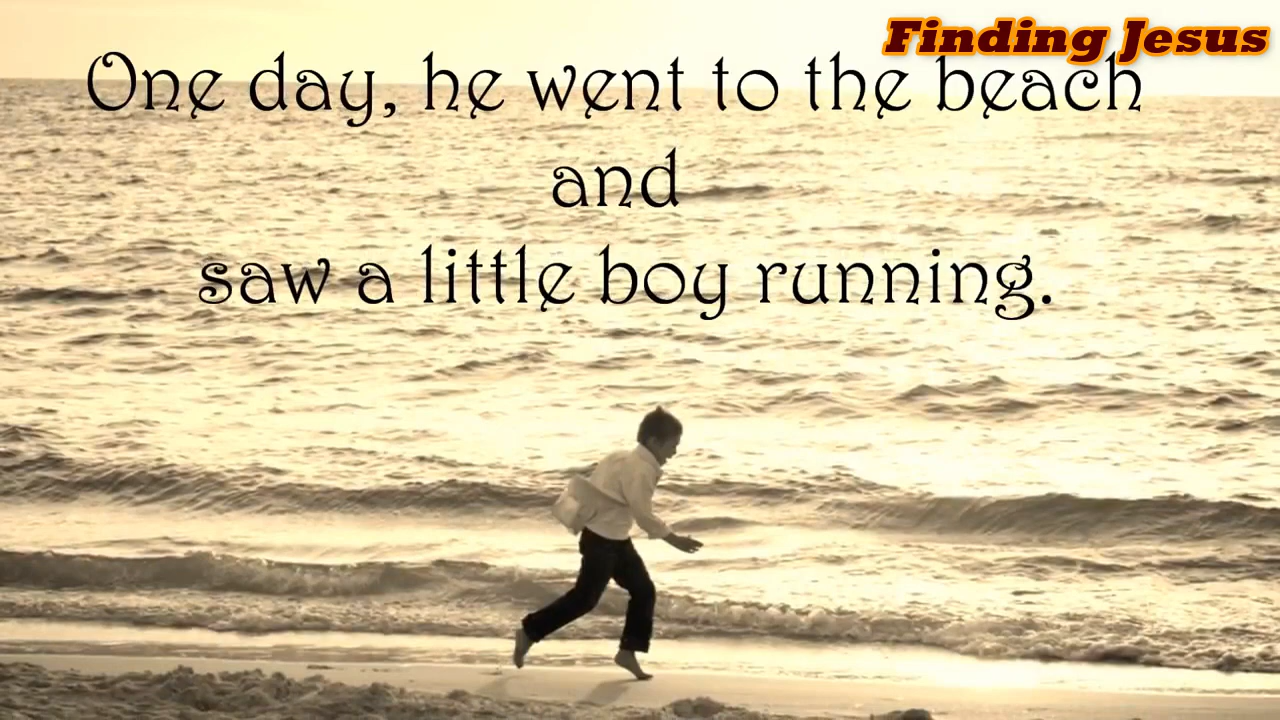 Finding Jesus
One day, he went to the beach
and
saw a little boy running.